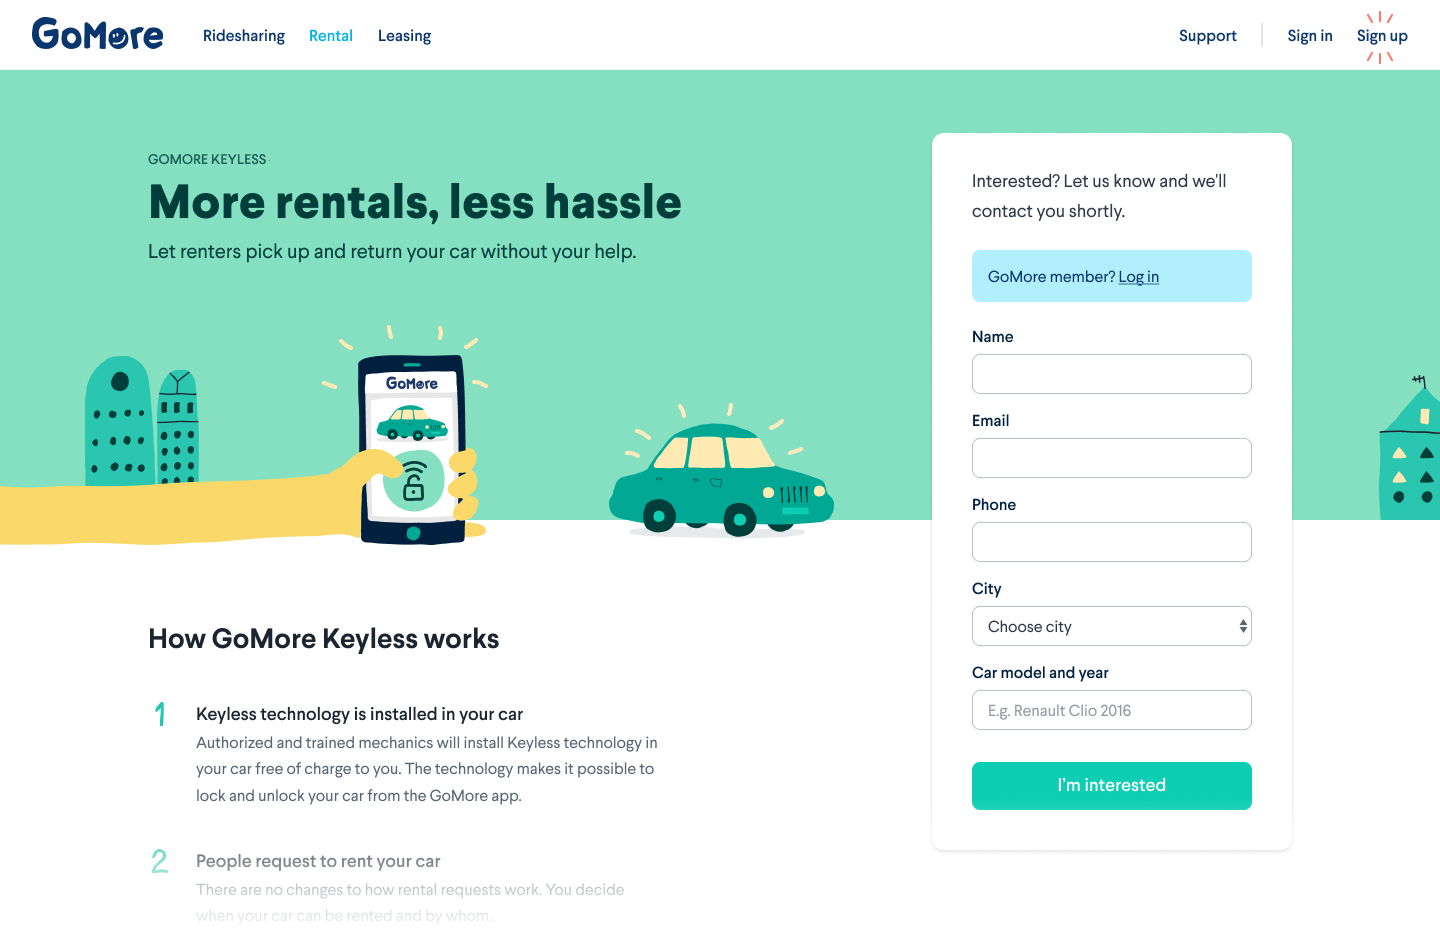 GoMore
Ridesharing
Rental
Leasing
Support
Sign in
Sign up
GOMORE KEYLESS
More rentals, less hassle
Let renters pick up and return your car without your help.
GoMore
Interested? Let us know and we'll
contact you shortly.
GoMore member? Log in
Name
Email
Phone
City
Choose city
Car model and year
E.g. Renault Clio 2016
I'm interested
How GoMore Keyless works
1
Keyless technology is installed in your car
Authorized and trained mechanics will install Keyless technology in
your car free of charge to you. The technology makes it possible to
lock and unlock your car from the GoMore app.
2
People request to rent your car
There are no changes to how rental requests work. You decide
when your car can be rented and by whom.